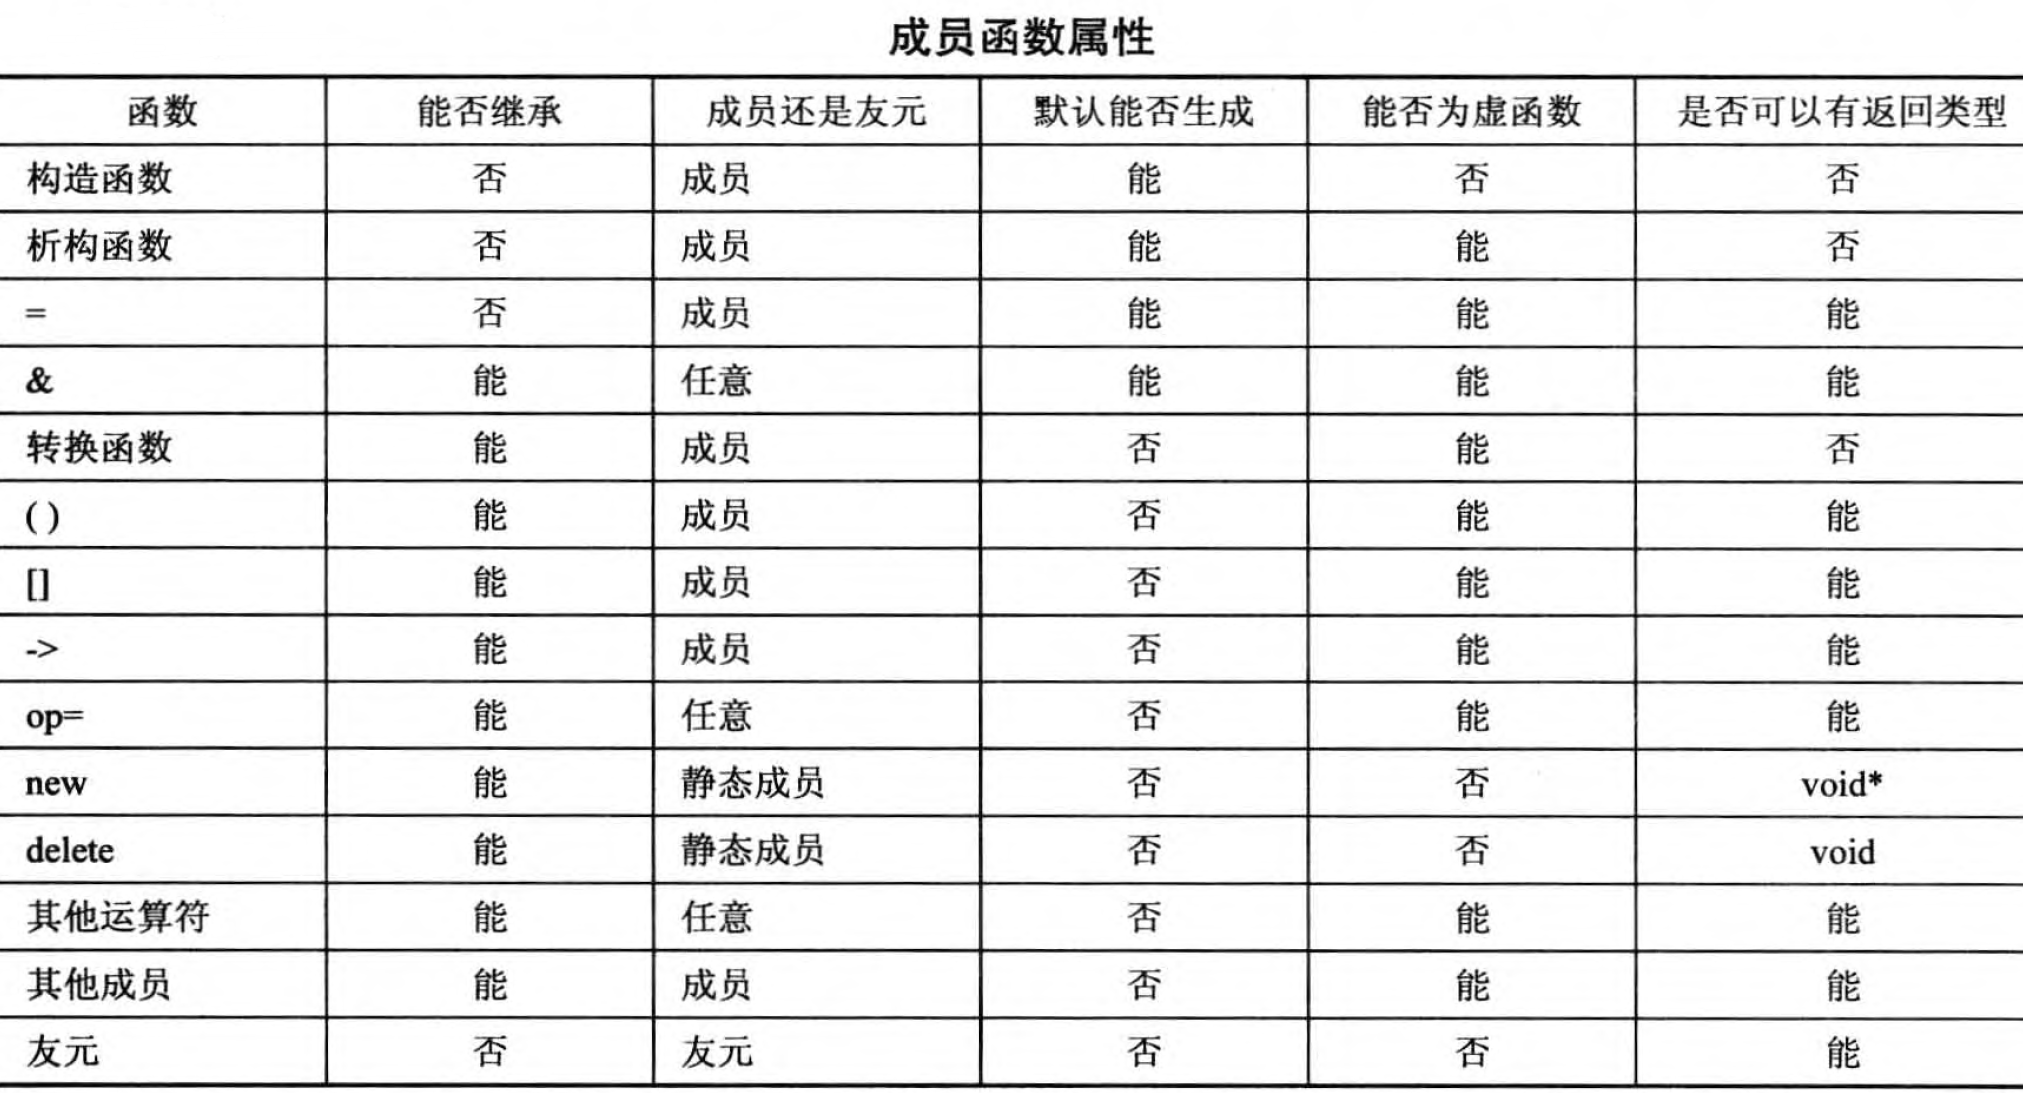 成员函数属性
函数 能否继承 成员还是友元 默认能否生成 能否为虚函数 是否可以有返回类型
构造函数 否 成员 能 否 否
析构函数 否 成员 能 能 否
= 否 成员 能 能 能
& 能 任意 能 能 能
转换函数 能 成员 否 能 否
( ) 能 成员 否 能 能
[] 能 成员 否 能 能
-> 能 成员 否 能 能
op= 能 任意 否 能 能
new 能 静态成员 否 否 void*
delete 能 静态成员 否 否 void
其他运算符 能 任意 否 能 能
其他成员 能 成员 否 能 能
友元 否 友元 否 否 能